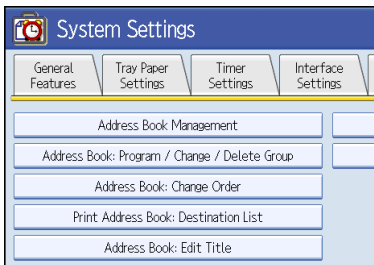 System Settings
General Features
Tray Paper Settings
Timer Settings
Interface Settings
Address Book Management
Address Book: Program / Change / Delete Group
Address Book: Change Order
Print Address Book: Destination List
Address Book: Edit Title